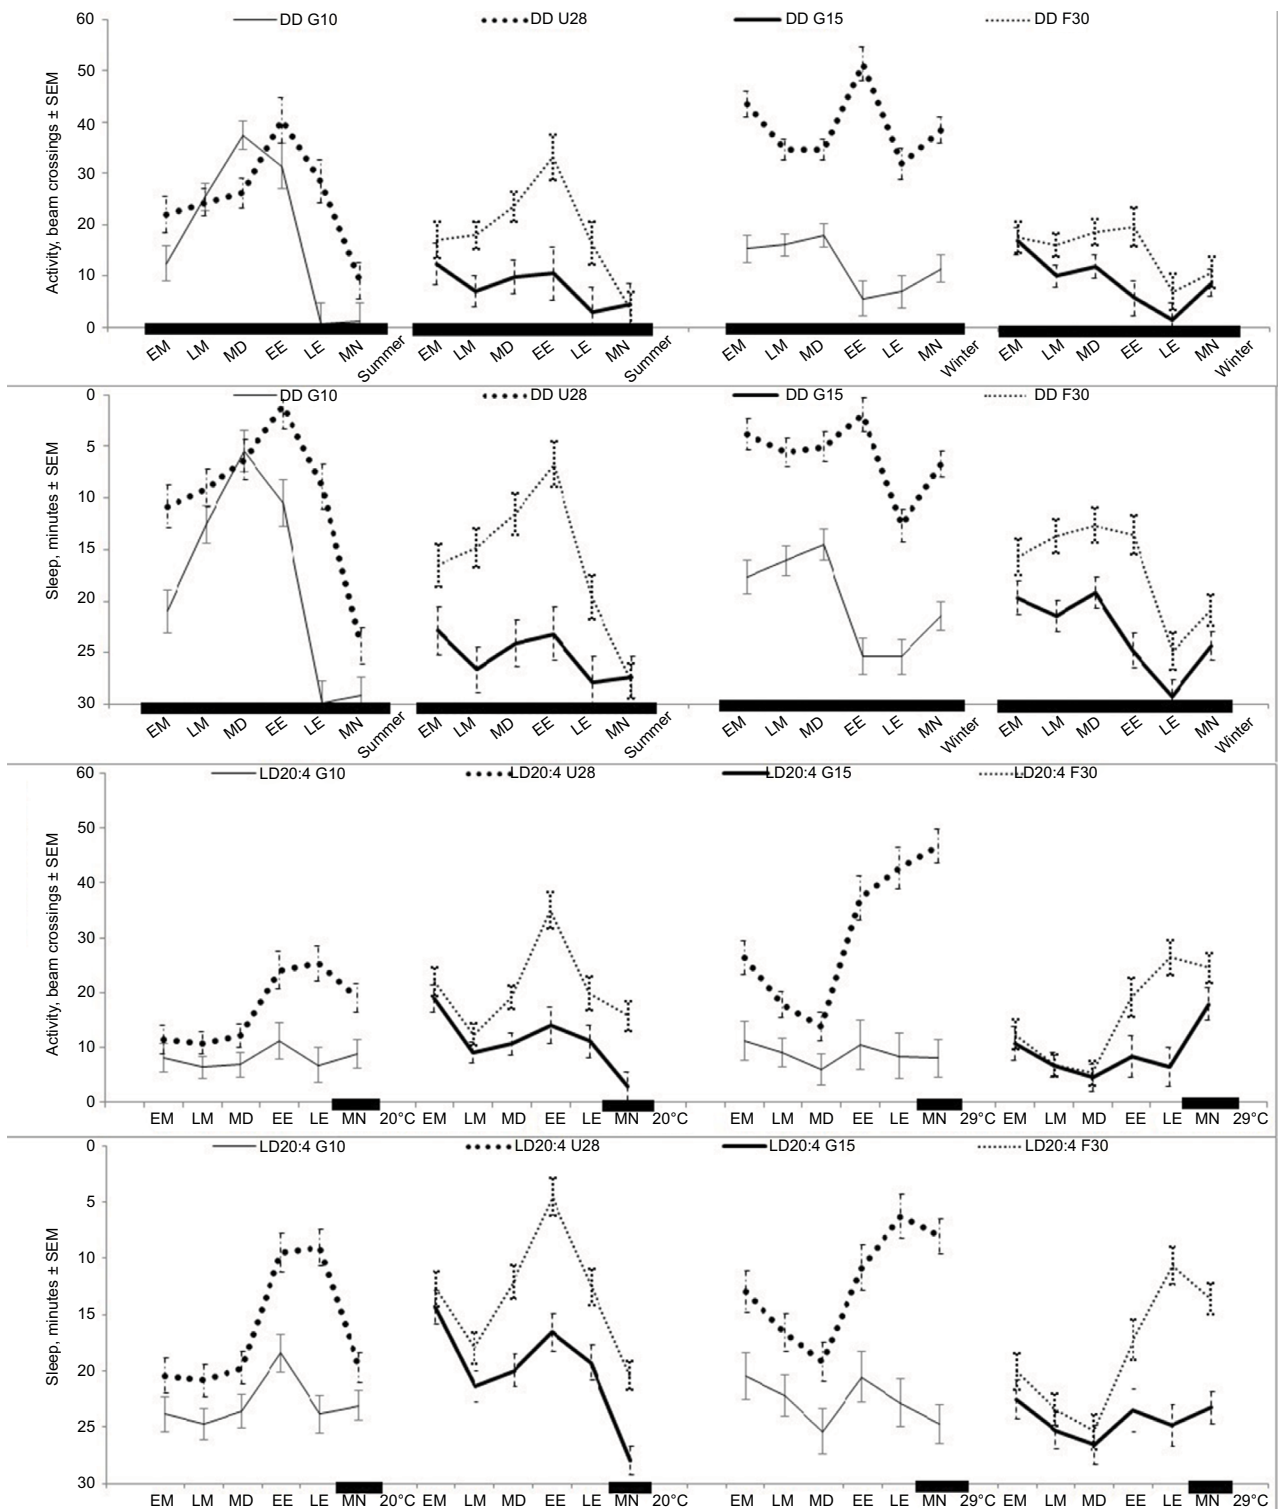 DD G10 DD U28 DD G15 DD F30
60
50
40
30
20
10
0
Activity, beam crossings ± SEM
EM LM MD EE LE MN Summer EM LM MD EE LE MN Summer EM LM MD EE LE MN Winter EM LM MD EE LE MN Winter
DD G10 DD U28 DD G15 DD F30
0
5
10
15
20
25
30
Sleep, minutes ± SEM
EM LM MD EE LE MN Summer EM LM MD EE LE MN Summer EM LM MD EE LE MN Winter EM LM MD EE LE MN Winter
LD20:4 G10 LD20:4 U28 LD20:4 G15 LD20:4 F30
60
50
40
30
20
10
0
Activity, beam crossings ± SEM
EM LM MD EE LE MN 20°C EM LM MD EE LE MN 20°C EM LM MD EE LE MN 29°C EM LM MD EE LE MN 29°C
LD20:4 G10 LD20:4 U28 LD20:4 G15 LD20:4 F30
0
5
10
15
20
25
30
Sleep, minutes ± SEM
EM LM MD EE LE MN 20°C EM LM MD EE LE MN 20°C EM LM MD EE LE MN 29°C EM LM MD EE LE MN 29°C